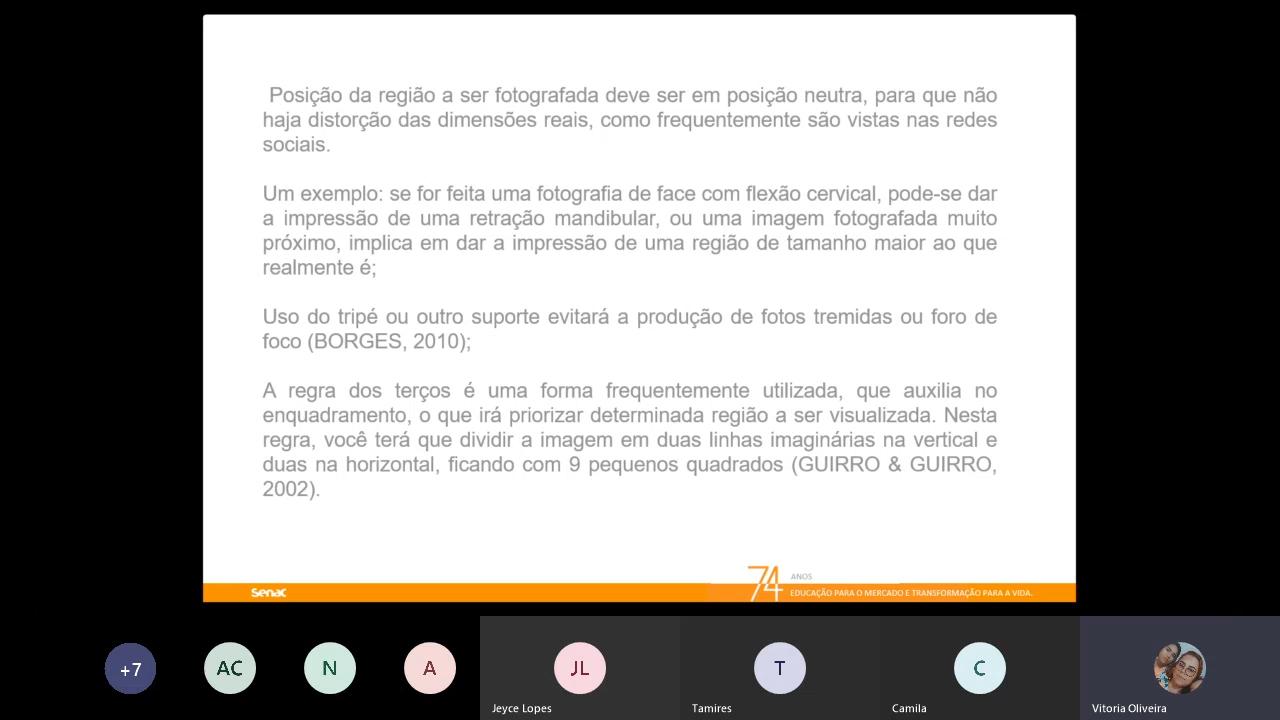 Posição da região a ser fotografada deve ser em posição neutra, para que não
haja distorção das dimensões reais, como frequentemente são vistas nas redes
sociais.
Um exemplo: se for feita uma fotografia de face com flexão cervical, pode-se dar
a impressão de uma retração mandibular, ou uma imagem fotografada muito
próximo, implica em dar a impressão de uma região de tamanho maior ao que
realmente é;
Uso do tripé ou outro suporte evitará a produção de fotos tremidas ou foro de
foco (BORGES, 2010);
A regra dos terços é uma forma frequentemente utilizada, que auxilia no
enquadramento, o que irá priorizar determinada região a ser visualizada. Nesta
regra, você terá que dividir a imagem em duas linhas imaginárias na vertical e
duas na horizontal, ficando com 9 pequenos quadrados (GUIRRO & GUIRRO,
2002).
Senac
74 ANOS
EDUCAÇÃO PARA O MERCADO E TRANSFORMAÇÃO PARA A VIDA.
+7
AC
N
A
JL
T
C
Jeyce Lopes
Tamires
Camila
Vitoria Oliveira